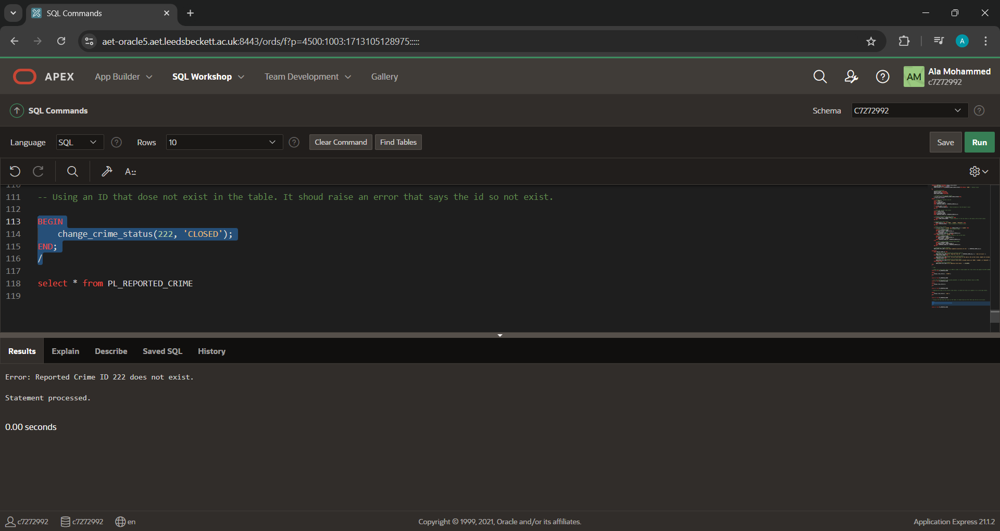 SQL Commands
aet-oracle5.aet.leedsbeckett.ac.uk:8443/ords/f?p=4500:1003:1713105128975:::::
A
APEX
App Builder
SQL Workshop
Team Development
Gallery
AM
Ala Mohammed
c7272992
SQL Commands
Schema
C7272992
Language
SQL
Rows
10
Clear Command
Find Tables
Save
Run
A::
110
111 -- Using an ID that dose not exist in the table. It shoud raise an error that says the id so not exist.
112
113 BEGIN
114 change_crime_status(222, 'CLOSED');
115 END;
116 /
117
118 select * from PL_REPORTED_CRIME
119
Results
Explain
Describe
Saved SQL
History
Error: Reported Crime ID 222 does not exist.
Statement processed.
0.00 seconds
c7272992
c7272992
en
Copyright © 1999, 2021, Oracle and/or its affiliates.
Application Express 21.1.2